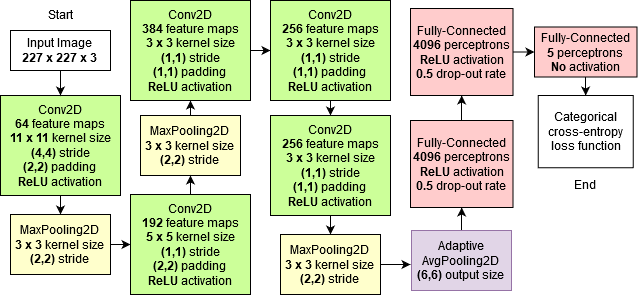 Start
Input Image
227 x 227 x 3
Conv2D
64 feature maps
11 x 11 kernel size
(4,4) stride
(2,2) padding
ReLU activation
MaxPooling2D
3 x 3 kernel size
(2,2) stride
Conv2D
192 feature maps
5 x 5 kernel size
(1,1) stride
(2,2) padding
ReLU activation
MaxPooling2D
3 x 3 kernel size
(2,2) stride
Conv2D
384 feature maps
3 x 3 kernel size
(1,1) stride
(1,1) padding
ReLU activation
Conv2D
256 feature maps
3 x 3 kernel size
(1,1) stride
(1,1) padding
ReLU activation
Conv2D
256 feature maps
3 x 3 kernel size
(1,1) stride
(1,1) padding
ReLU activation
MaxPooling2D
3 x 3 kernel size
(2,2) stride
Adaptive
AvgPooling2D
(6,6) output size
Fully-Connected
4096 perceptrons
ReLU activation
0.5 drop-out rate
Fully-Connected
4096 perceptrons
ReLU activation
0.5 drop-out rate
Fully-Connected
5 perceptrons
No activation
Categorical
cross-entropy
loss function
End